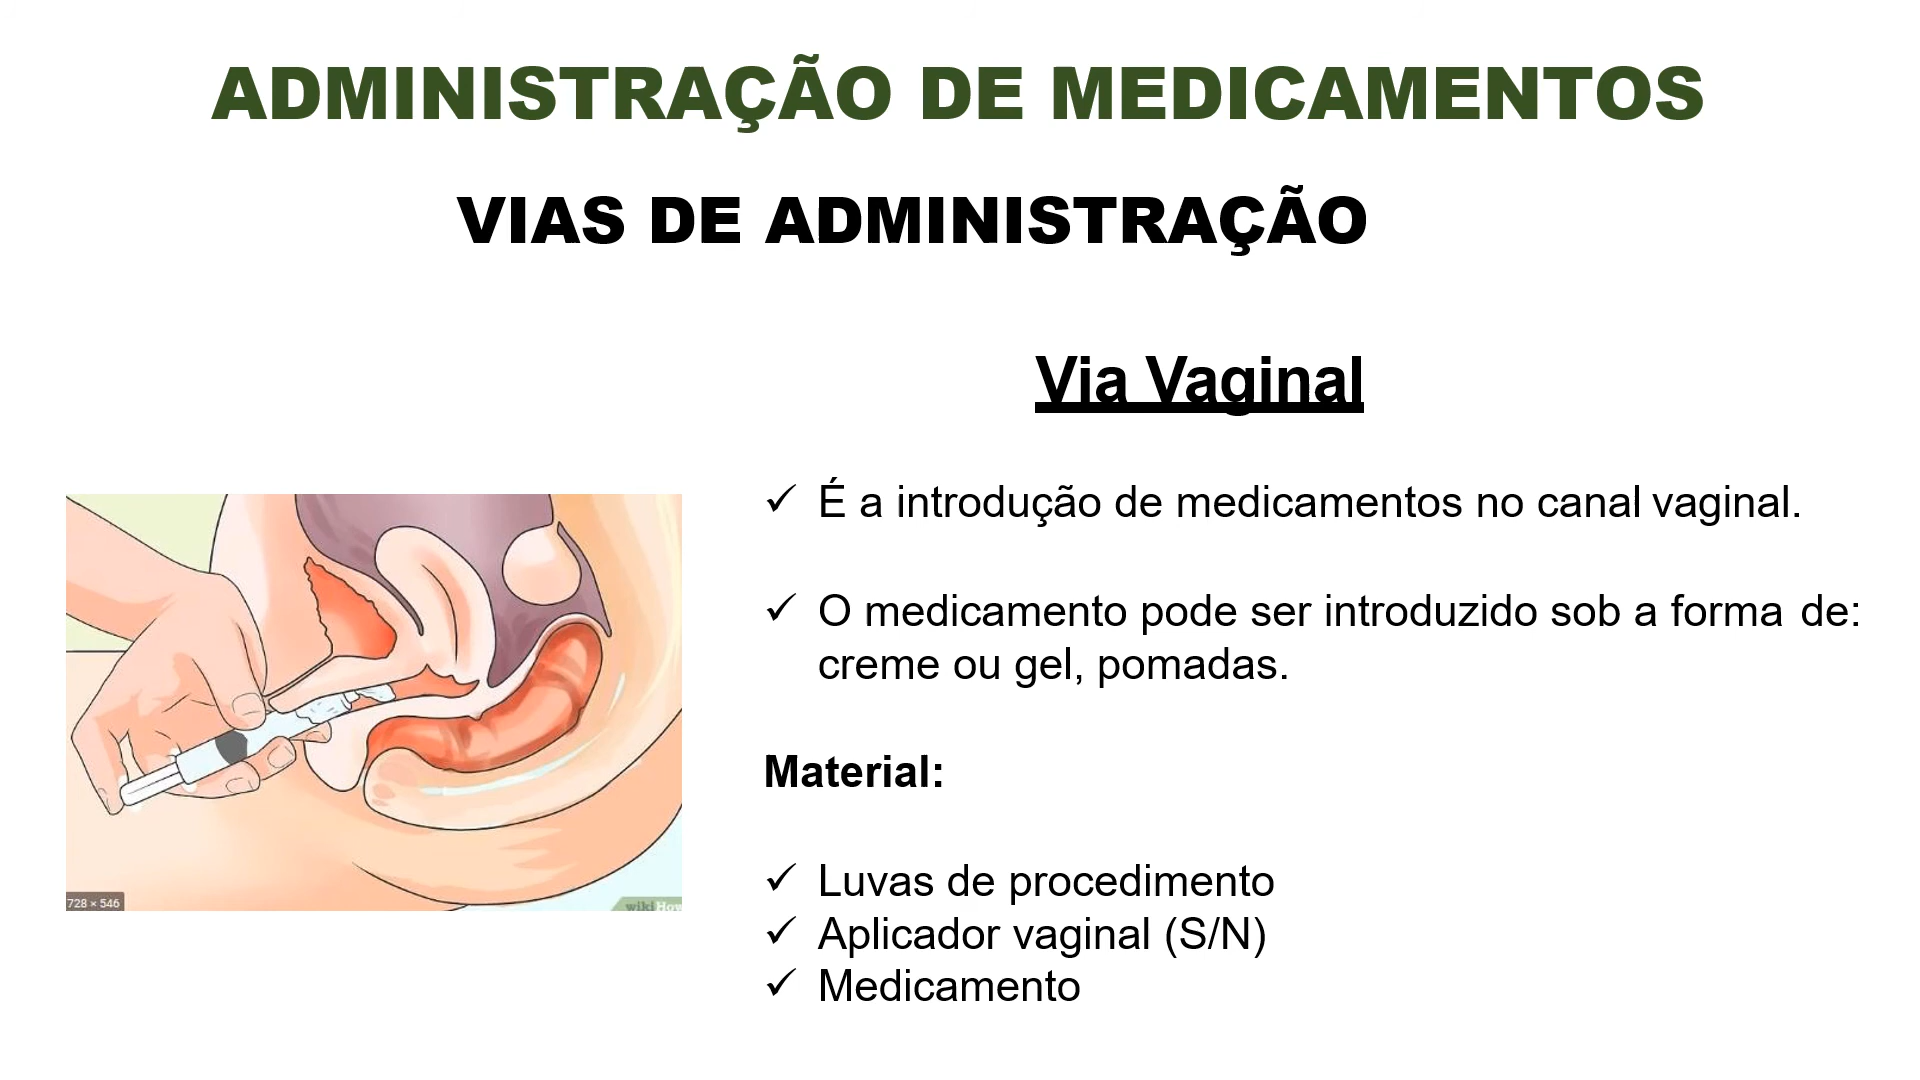 ADMINISTRAÇÃO DE MEDICAMENTOS
VIAS DE ADMINISTRAÇÃO
Via Vaginal
✓ É a introdução de medicamentos no canal vaginal.
✓ O medicamento pode ser introduzido sob a forma de:
creme ou gel, pomadas.
Material:
✓ Luvas de procedimento
✓ Aplicador vaginal (S/N)
✓ Medicamento
728 × 546
wikiHow